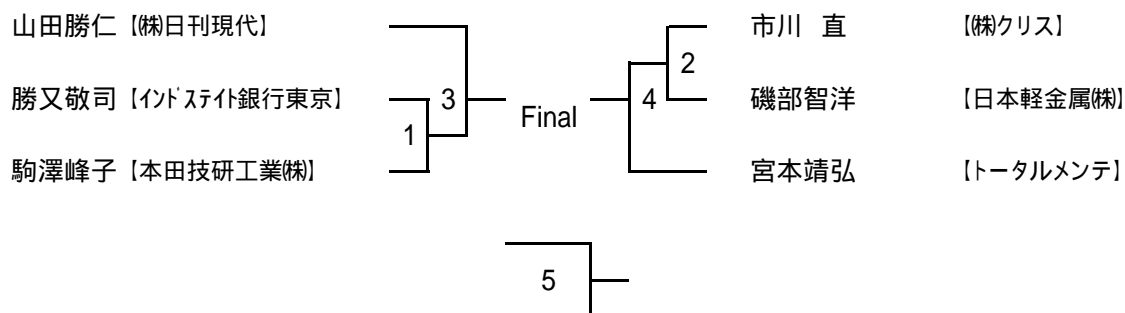 山田勝仁【㈱日刊現代】
市川 直 【㈱クリス】
2
勝又敬司【ｲﾝﾄﾞｽﾃｲﾄ銀行東京】
3
Final
4
磯部智洋 【日本軽金属㈱】
1
駒澤峰子【本田技研工業㈱】
宮本靖弘 【トータルメンテ】
5